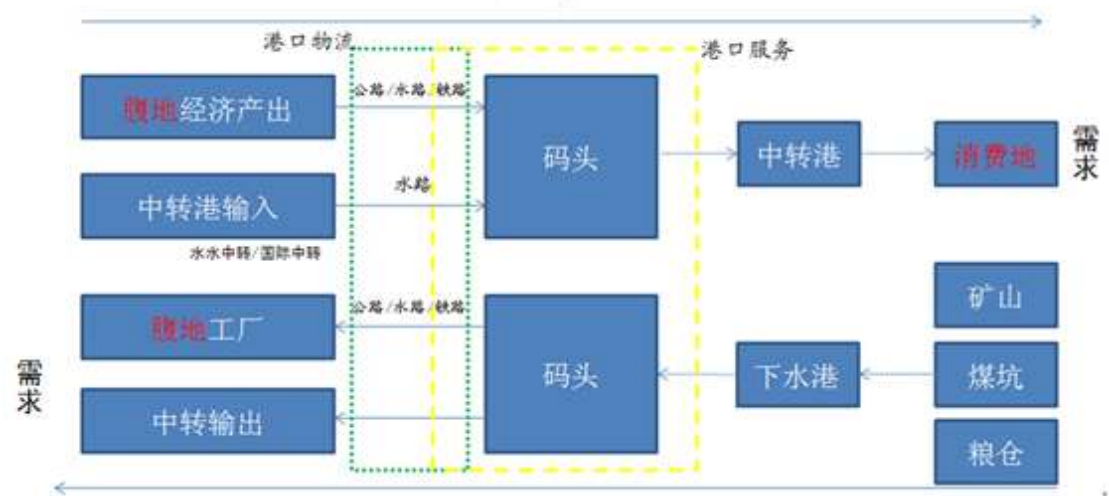 港口物流
港口服务
腹地经济产出
公路/水路/铁路
码头
中转港
消费地
需求
中转港输入
水路
水水中转/国际中转
腹地工厂
公路/水路/铁路
码头
下水港
矿山
煤坑
粮仓
需求
中转输出